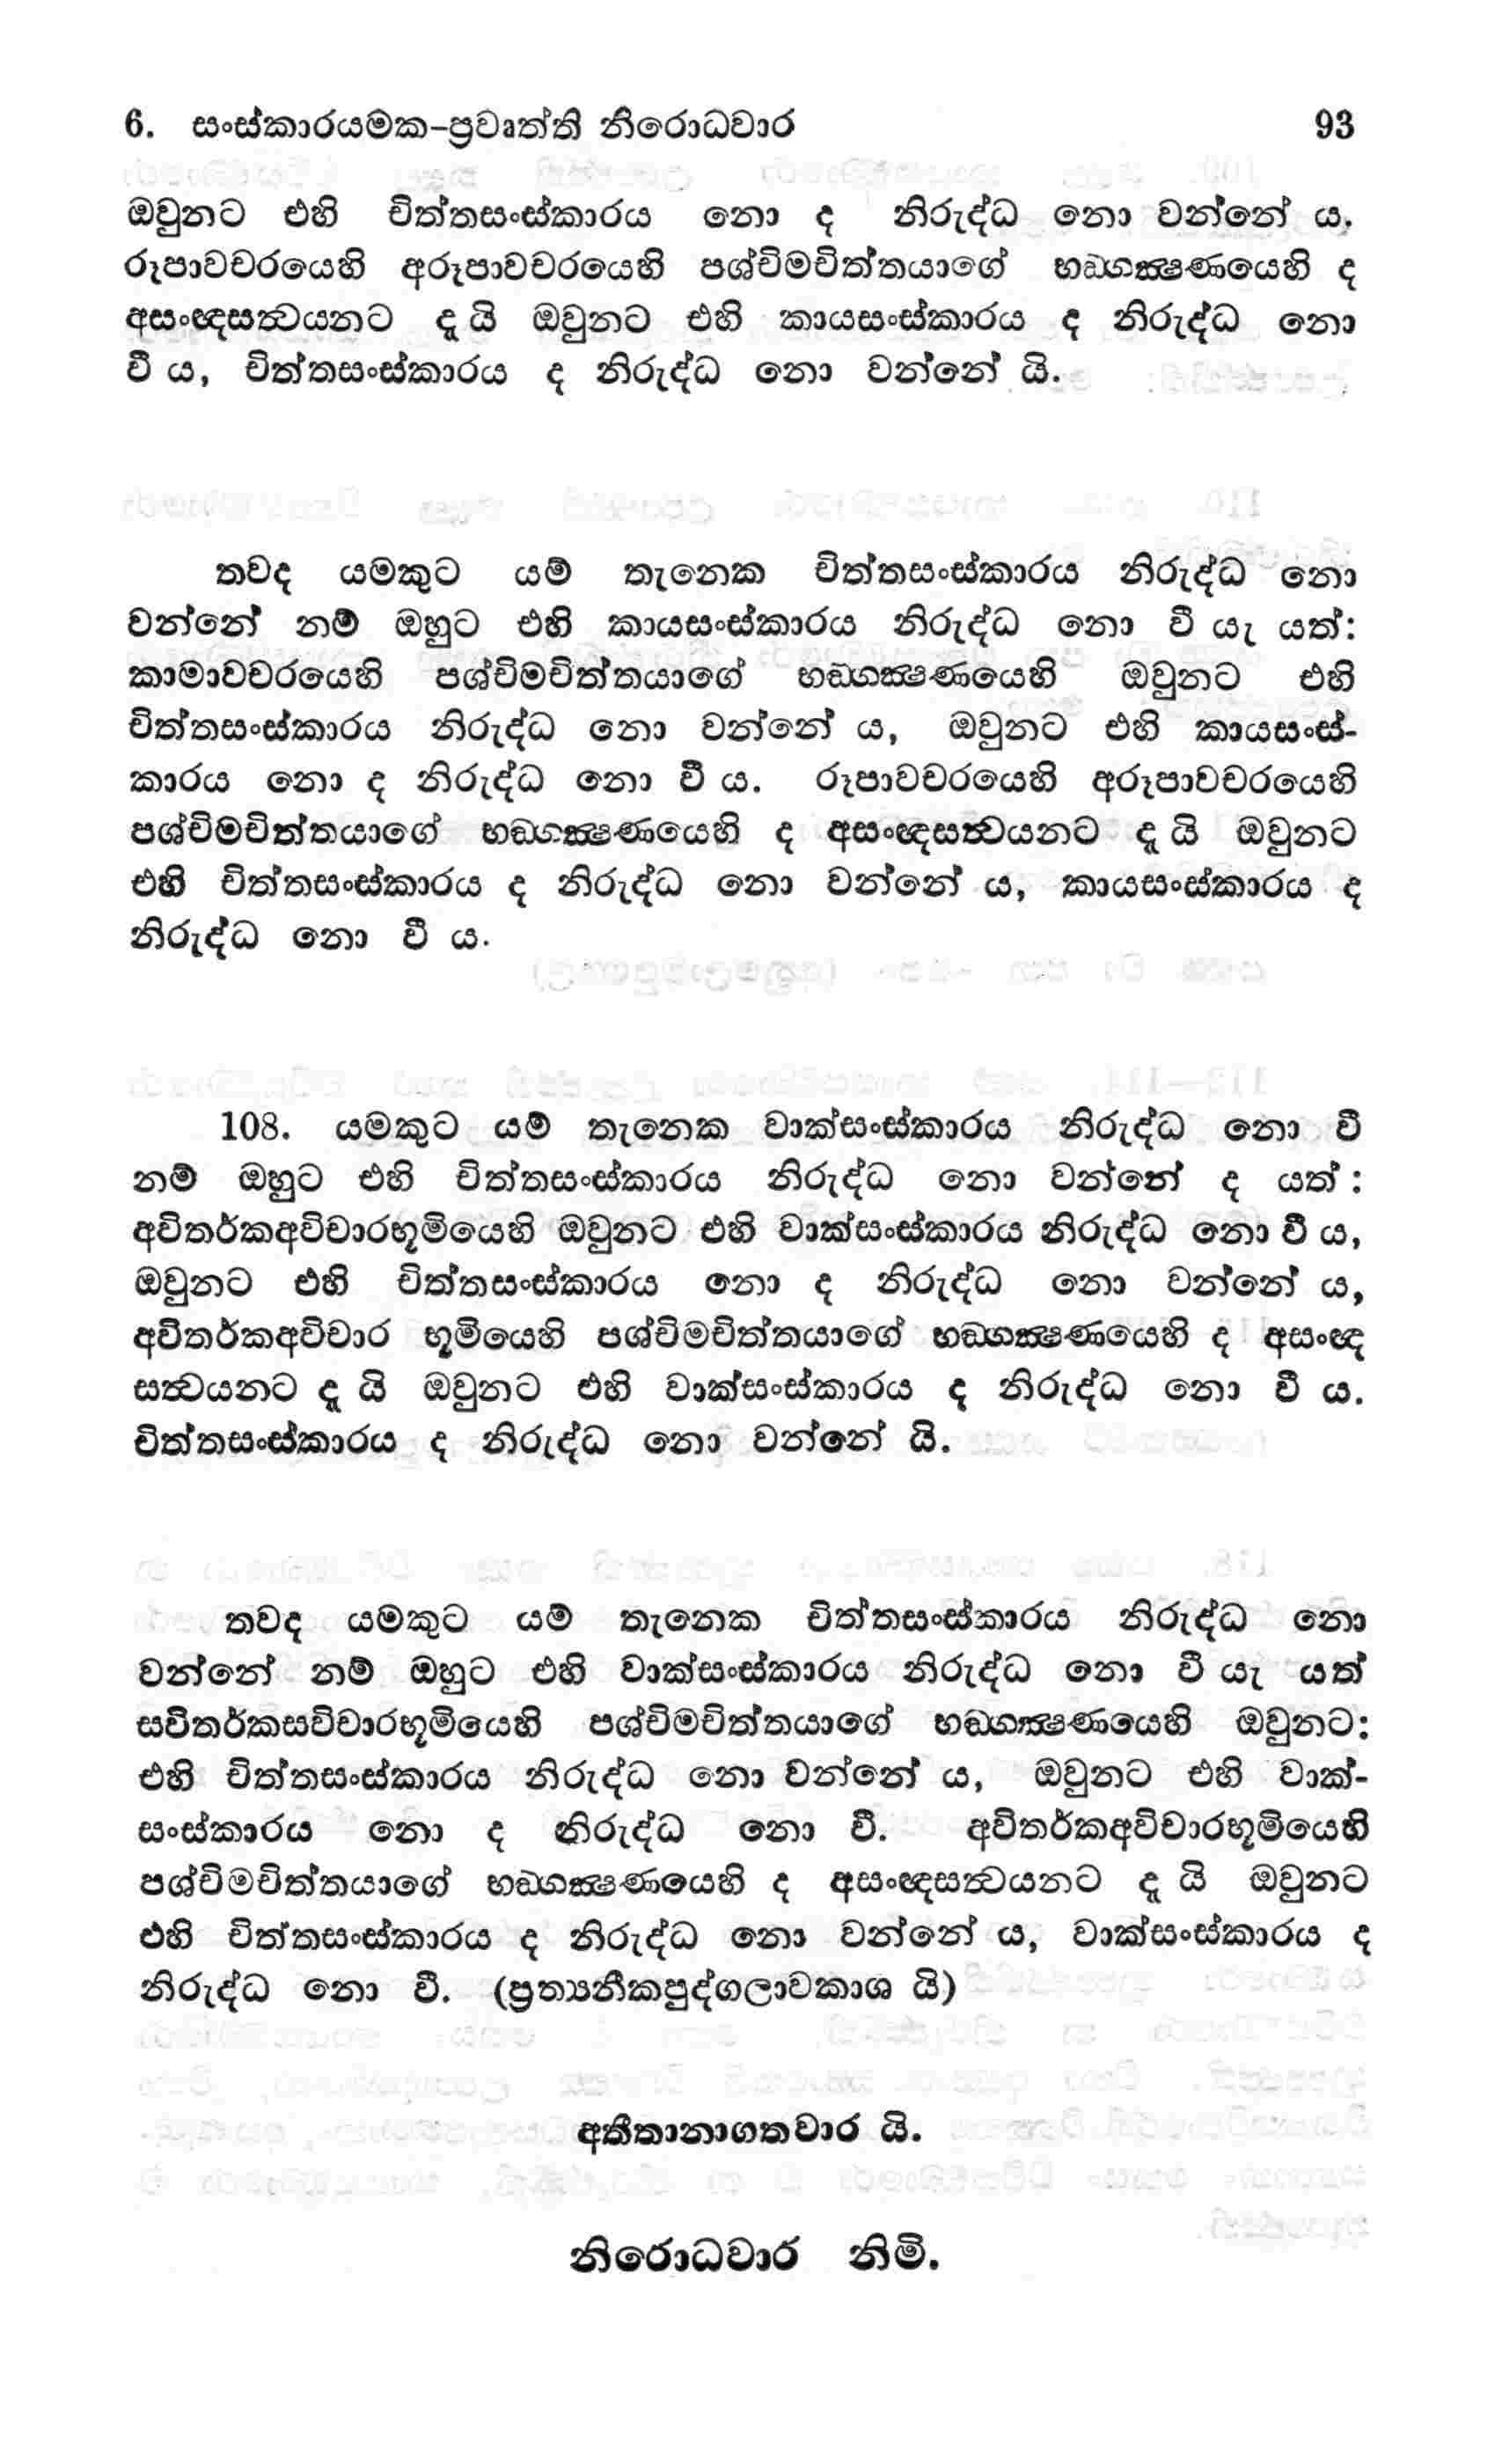 6. සංස්කාරයමක-ප්‍රවෘත්ති නිරොධවාර 93
ඔවුනට එහි චිත්තසංස්කාරය නො ද නිරුද්ධ නො වන්නේ ය.
රූපාවචරයෙහි අරූපාවචරයෙහි පශ්චිමචිත්තයාගේ භඞ්ගක්‍ෂණයෙහි ද
අසංඥසත්‍වයනට දු යි ඔවුනට එහි කායසංස්කාරය ද නිරුද්ධ නො
වී ය, චිත්තසංස්කාරය ද නිරුද්ධ නො වන්නේ යි.
තවද යමකුට යම් තැනෙක චිත්තසංස්කාරය නිරුද්ධ නො
වන්නේ නම් ඔහුට එහි කායසංස්කාරය නිරුද්ධ නො වී යැ යත්:
කාමාවචරයෙහි පශ්චිමචිත්තයාගේ භඞ්ගක්‍ෂණයෙහි ඔවුනට එහි
චිත්තසංස්කාරය නිරුද්ධ නො වන්නේ ය, ඔවුනට එහි කායසංස්-
කාරය නො ද නිරුද්ධ නො වී ය. රූපාවචරයෙහි අරූපාවචරයෙහි
පශ්චිමචිත්තයාගේ භඞ්ගක්‍ෂණයෙහි ද අසංඥසත්‍වයනට දු යි ඔවුනට
එහි චිත්තසංස්කාරය ද නිරුද්ධ නො වන්නේ ය, කායසංස්කාරය ද
නිරුද්ධ නො වී ය.
108. යමකුට යම් තැනෙක වාක්සංස්කාරය නිරුද්ධ නො වී
නම් ඔහුට එහි චිත්තසංස්කාරය නිරුද්ධ නො වන්නේ ද යත් :
අවිතර්කඅවිචාරභූමියෙහි ඔවුනට එහි වාක්සංස්කාරය නිරුද්ධ නො වී ය,
ඔවුනට එහි චිත්තසංස්කාරය නො ද නිරුද්ධ නො වන්නේ ය,
අවිතර්කඅවිචාර භූමියෙහි පශ්චිමචිත්තයාගේ භඞ්ගක්‍ෂණයෙහි ද අසංඥ
සත්‍වයනට දු යි ඔවුනට එහි වාක්සංස්කාරය ද නිරුද්ධ නො වී ය.
චිත්තසංස්කාරය ද නිරුද්ධ නො වන්නේ යි.
තවද යමකුට යම් තැනෙක චිත්තසංස්කාරය නිරුද්ධ නො
වන්නේ නම් ඔහුට එහි වාක්සංස්කාරය නිරුද්ධ නො වී යැ යත්
සවිතර්කසවිචාරභූමියෙහි පශ්චිමචිත්තයාගේ භඞ්ගක්‍ෂණයෙහි ඔවුනට:
එහි චිත්තසංස්කාරය නිරුද්ධ නො වන්නේ ය, ඔවුනට එහි වාක්-
සංස්කාරය නො ද නිරුද්ධ නො වී. අවිතර්කඅවිචාරභූමියෙහි
පශ්චිමචිත්තයාගේ භඞ්ගක්‍ෂණයෙහි ද අසංඥසත්‍වයනට දු යි ඔවුනට
එහි චිත්තසංස්කාරය ද නිරුද්ධ නො වන්නේ ය, වාක්සංස්කාරය ද
නිරුද්ධ නො වී. (ප්‍රත්‍යනීකපුද්ගලාවකාශ යි)
අතීතානාගතවාර යි.
නිරොධවාර නිමි.